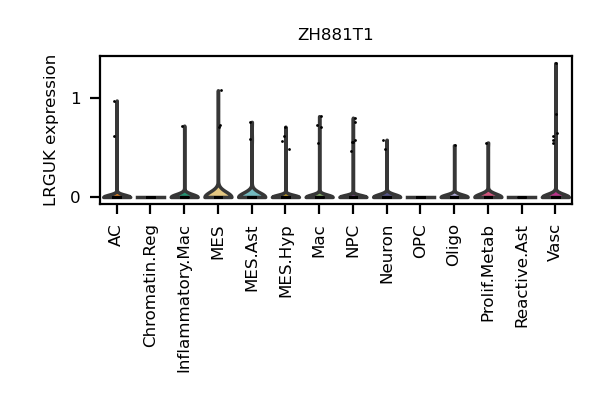 ZH881T1
LRGUK expression
1
0
AC
Chromatin.Reg
Inflammatory.Mac
MES
MES.Ast
MES.Hyp
Mac
NPC
Neuron
OPC
Oligo
Prolif.Metab
Reactive.Ast
Vasc